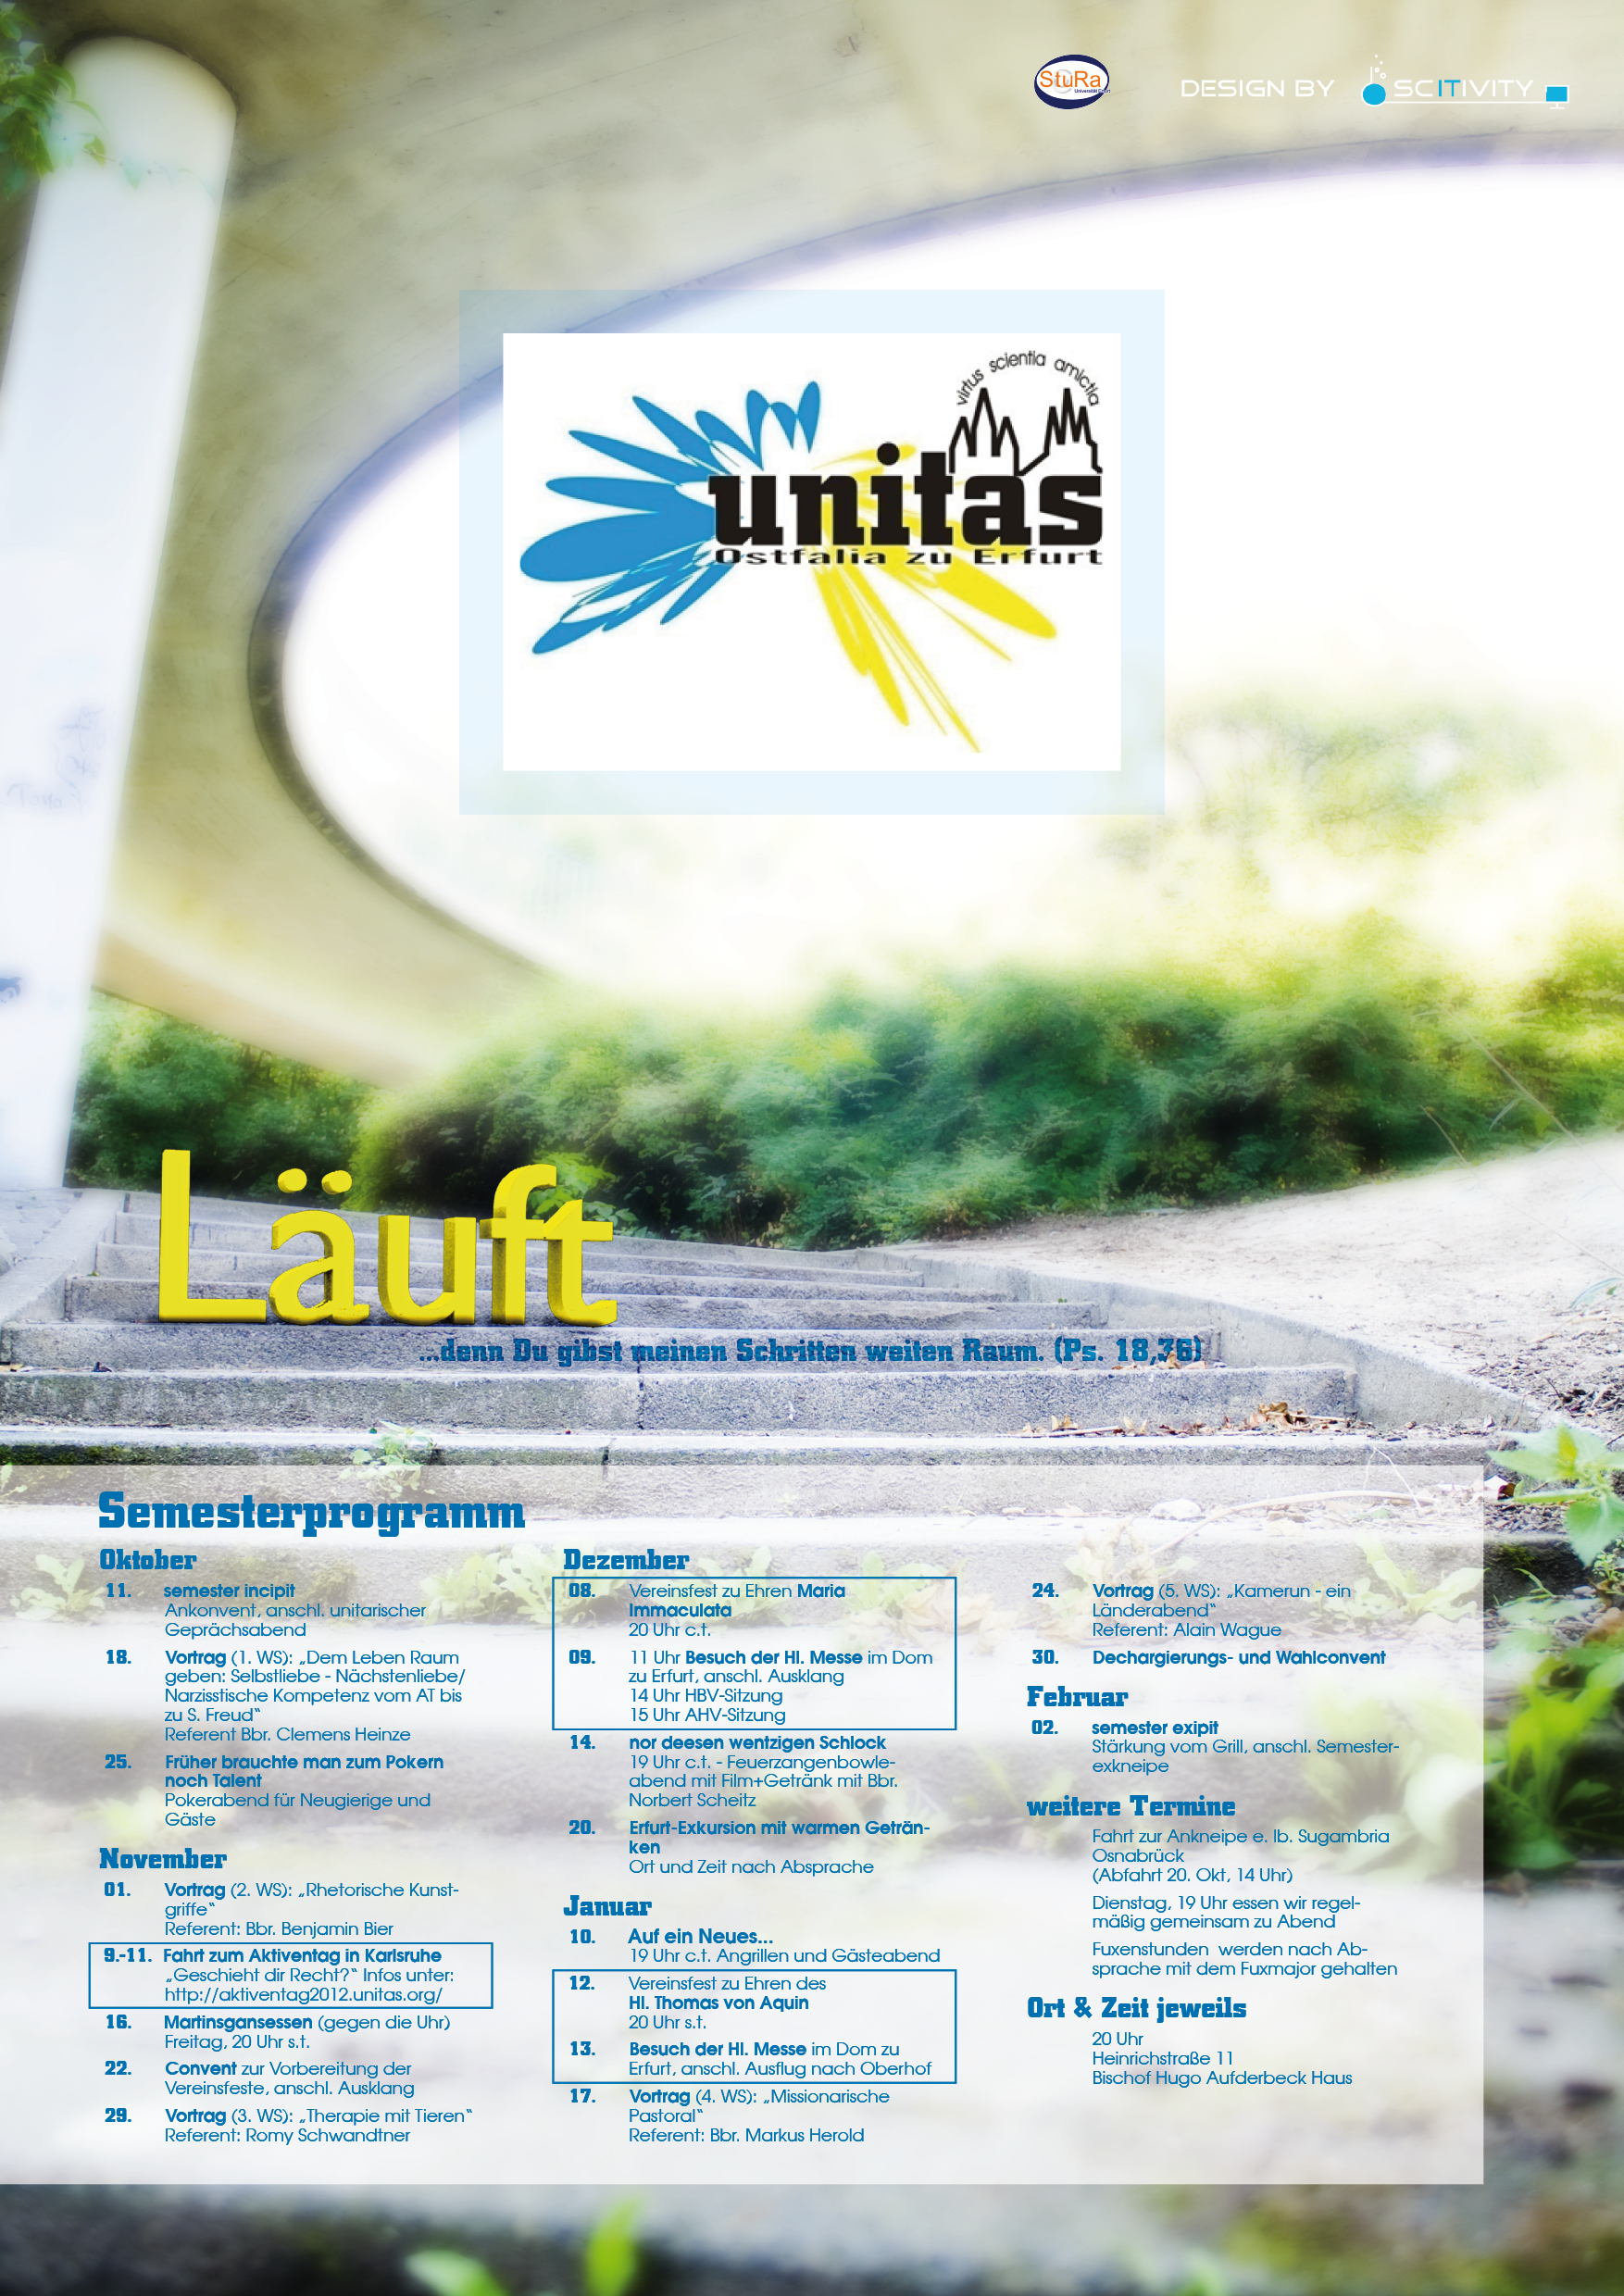 StuRa
DESIGN BY SCITIVITY
virtus scientia amicitia
unitas
Ostfalia zu Erfurt
Läuft
...denn Du gibst meinen Schritten weiten Raum. (Ps. 18,36)
Semesterprogramm
Oktober
11. semester incipit
Ankonvent, anschl. unitarischer
Geprächsabend
18. Vortrag (1. WS): „Dem Leben Raum
geben: Selbstliebe - Nächstenliebe/
Narzisstische Kompetenz vom AT bis
zu S. Freud“
Referent Bbr. Clemens Heinze
25. Früher brauchte man zum Pokern
noch Talent
Pokerabend für Neugierige und
Gäste
November
01. Vortrag (2. WS): „Rhetorische Kunst-
griffe“
Referent: Bbr. Benjamin Bier
9.-11. Fahrt zum Aktiventag in Karlsruhe
„Geschieht dir Recht?“ Infos unter:
http://aktiventag2012.unitas.org/
16. Martinsgansessen (gegen die Uhr)
Freitag, 20 Uhr s.t.
22. Convent zur Vorbereitung der
Vereinsfeste, anschl. Ausklang
29. Vortrag (3. WS): „Therapie mit Tieren“
Referent: Romy Schwandtner
Dezember
08. Vereinsfest zu Ehren Maria
Immaculata
20 Uhr c.t.
09. 11 Uhr Besuch der Hl. Messe im Dom
zu Erfurt, anschl. Ausklang
14 Uhr HBV-Sitzung
15 Uhr AHV-Sitzung
14. nor deesen wentzigen Schlock
19 Uhr c.t. - Feuerzangenbowle-
abend mit Film+Getränk mit Bbr.
Norbert Scheitz
20. Erfurt-Exkursion mit warmen Geträn-
ken
Ort und Zeit nach Absprache
Januar
10. Auf ein Neues...
19 Uhr c.t. Angrillen und Gästeabend
12. Vereinsfest zu Ehren des
Hl. Thomas von Aquin
20 Uhr s.t.
13. Besuch der Hl. Messe im Dom zu
Erfurt, anschl. Ausflug nach Oberhof
17. Vortrag (4. WS): „Missionarische
Pastoral“
Referent: Bbr. Markus Herold
24. Vortrag (5. WS): „Kamerun - ein
Länderabend“
Referent: Alain Wague
30. Dechargierungs- und Wahlconvent
Februar
02. semester exipit
Stärkung vom Grill, anschl. Semester-
exkneipe
weitere Termine
Fahrt zur Ankneipe e. lb. Sugambria
Osnabrück
(Abfahrt 20. Okt, 14 Uhr)
Dienstag, 19 Uhr essen wir regel-
mäßig gemeinsam zu Abend
Fuxenstunden werden nach Ab-
sprache mit dem Fuxmajor gehalten
Ort & Zeit jeweils
20 Uhr
Heinrichstraße 11
Bischof Hugo Aufderbeck Haus